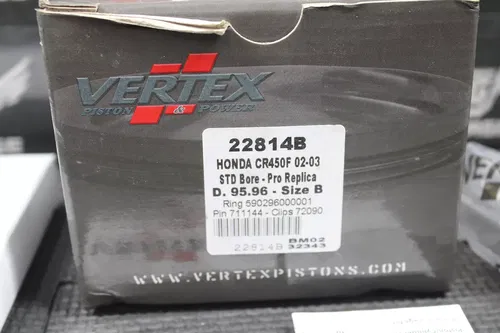 VERTEX
PISTON & POWER
22814B
HONDA CR450F 02-03
STD Bore - Pro Replica
D. 95.96 - Size B
Ring 590296000001
Pin 711144 - Clips 72090
22814B
BM02
32343
WWW.VERTEXPISTONS.COM